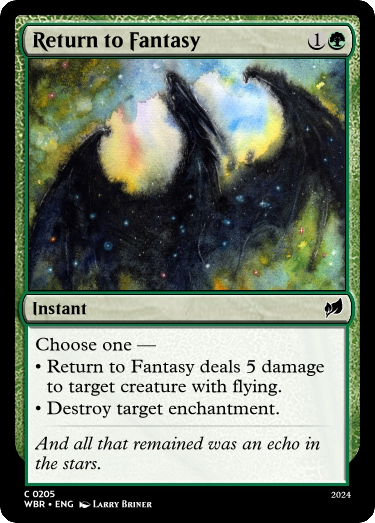 Return to Fantasy 1
Instant
Choose one —
• Return to Fantasy deals 5 damage
to target creature with flying.
• Destroy target enchantment.
And all that remained was an echo in
the stars.
C 0205 2024
WBR • ENG Larry Briner